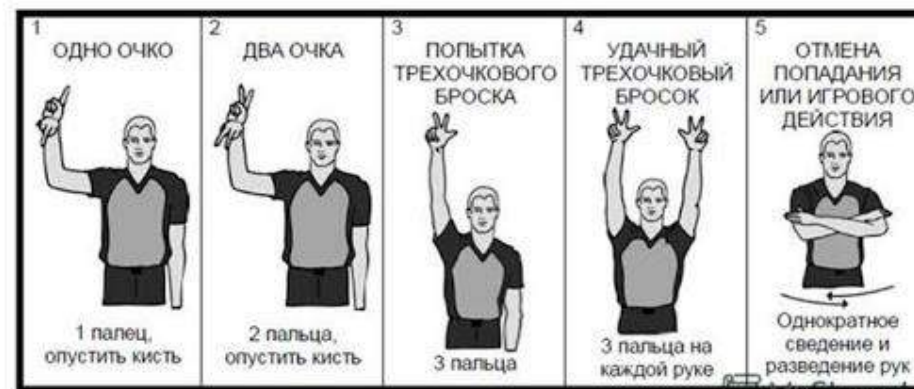 1
ОДНО ОЧКО
1 палец,
опустить кисть
2
ДВА ОЧКА
2 пальца,
опустить кисть
3
ПОПЫТКА
ТРЕХОЧКОВОГО
БРОСКА
3 пальца
4
УДАЧНЫЙ
ТРЕХОЧКОВЫЙ
БРОСОК
3 пальца на
каждой руке
5
ОТМЕНА
ПОПАДАНИЯ
ИЛИ ИГРОВОГО
ДЕЙСТВИЯ
Однократное
сведение и
разведение рук